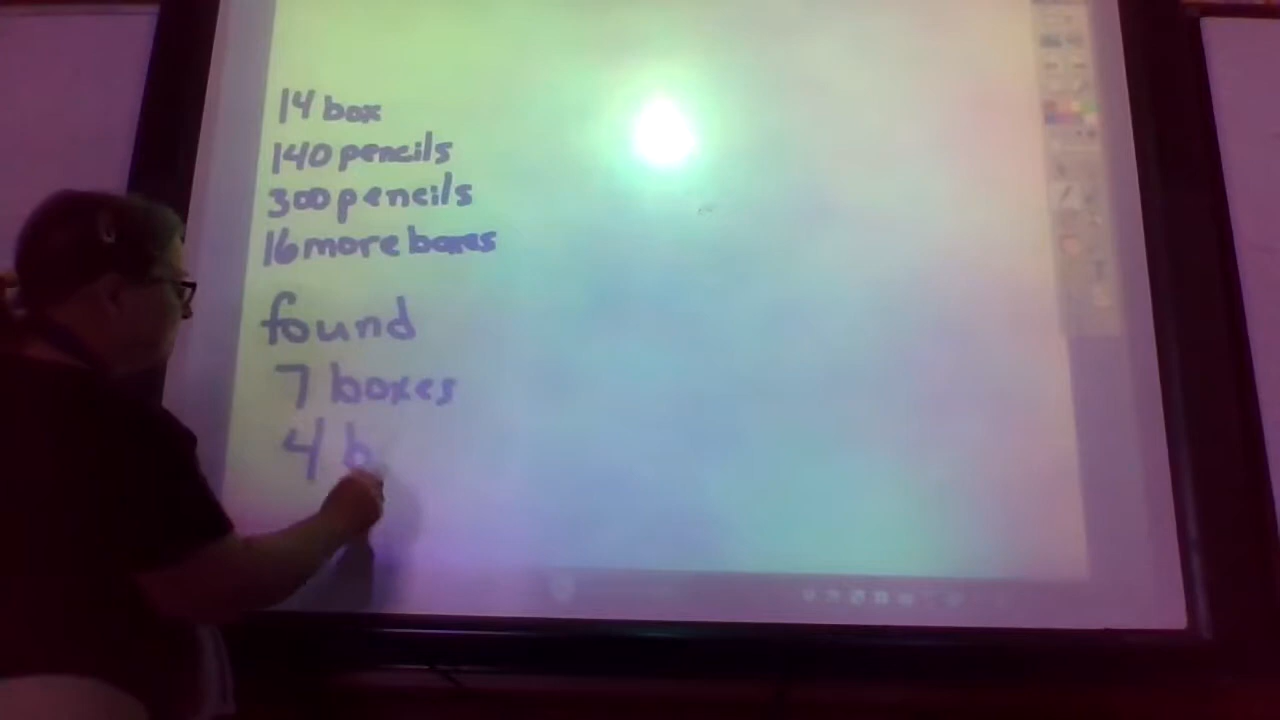 14 box
140 pencils
300 pencils
16 more boxes
found
7 boxes
4 b